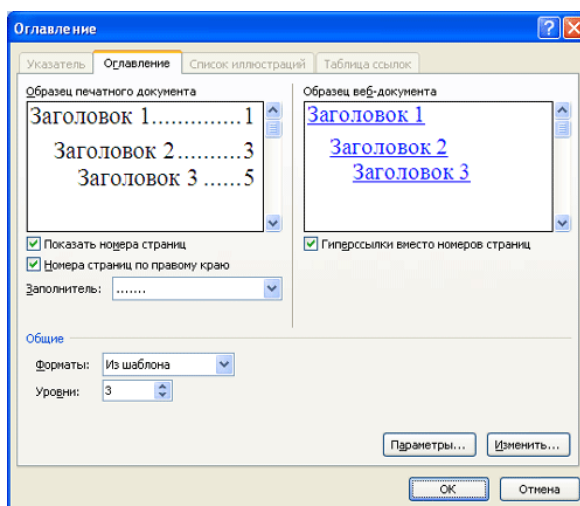 Оглавление
Указатель Оглавление Список иллюстраций Таблица ссылок
Образец печатного документа
Заголовок 1..............1
Заголовок 2..........3
Заголовок 3 ......5
Образец веб-документа
Заголовок 1
Заголовок 2
Заголовок 3
Показать номера страниц
Номера страниц по правому краю
Заполнитель: .......
Гиперссылки вместо номеров страниц
Общие
Форматы: Из шаблона
Уровни: 3
Параметры... Изменить...
ОК Отмена